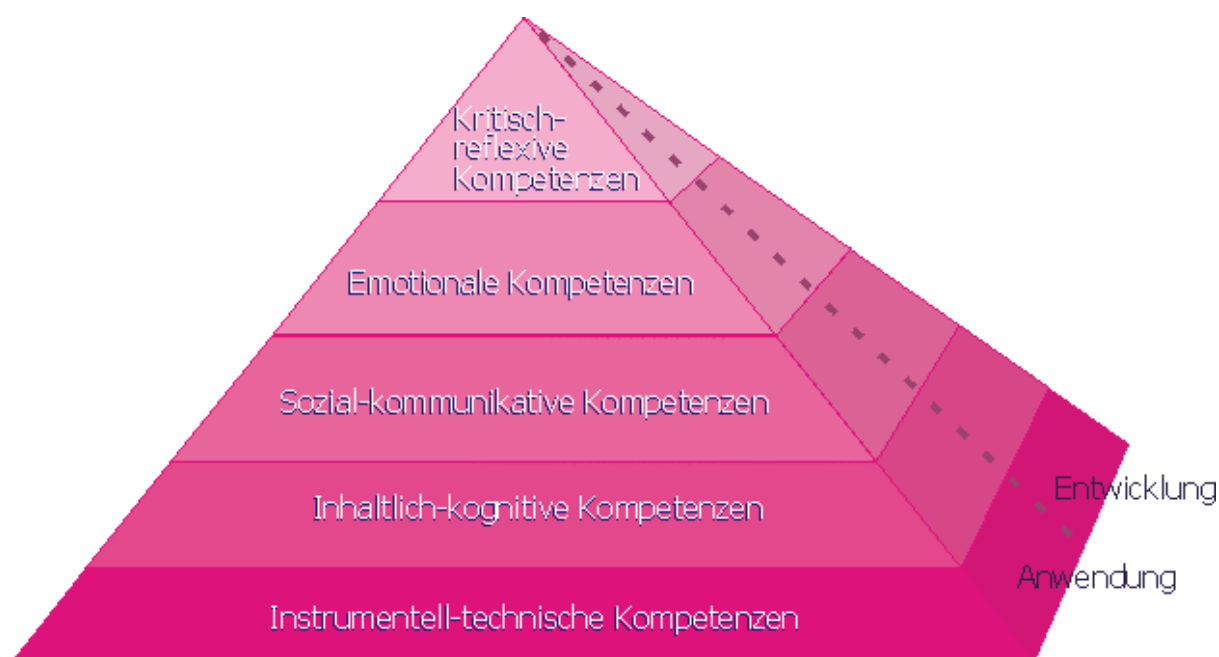 Kritisch-
reflexive
Kompetenzen
Emotionale Kompetenzen
Sozial-kommunikative Kompetenzen
Inhaltlich-kognitive Kompetenzen
Instrumentell-technische Kompetenzen
Entwicklung
Anwendung